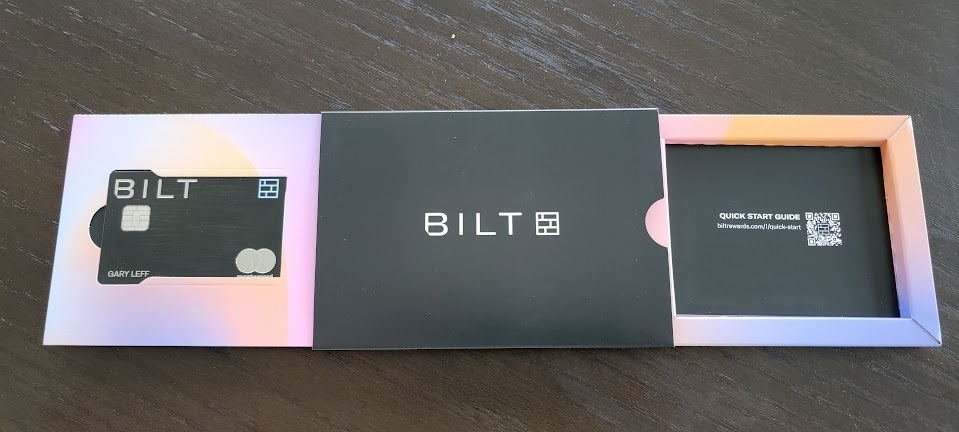 BILT
GARY LEFF
BILT
QUICK START GUIDE
biltrewards.com/l/quick-start